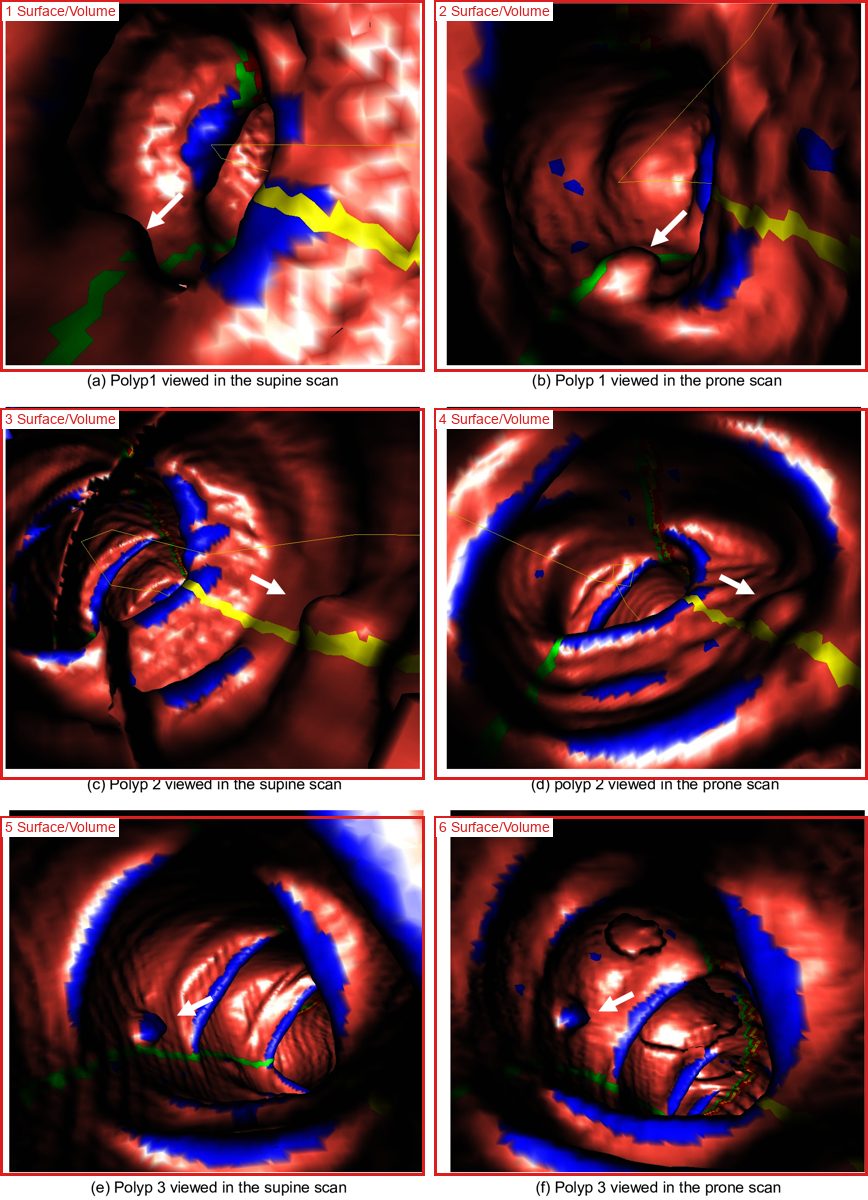 1 Surface/Volume
2 Surface/Volume
(a) Polyp1 viewed in the supine scan
(b) Polyp 1 viewed in the prone scan
3 Surface/Volume
4 Surface/Volume
(c) Polyp 2 viewed in the supine scan
(d) polyp 2 viewed in the prone scan
5 Surface/Volume
6 Surface/Volume
(e) Polyp 3 viewed in the supine scan
(f) Polyp 3 viewed in the prone scan